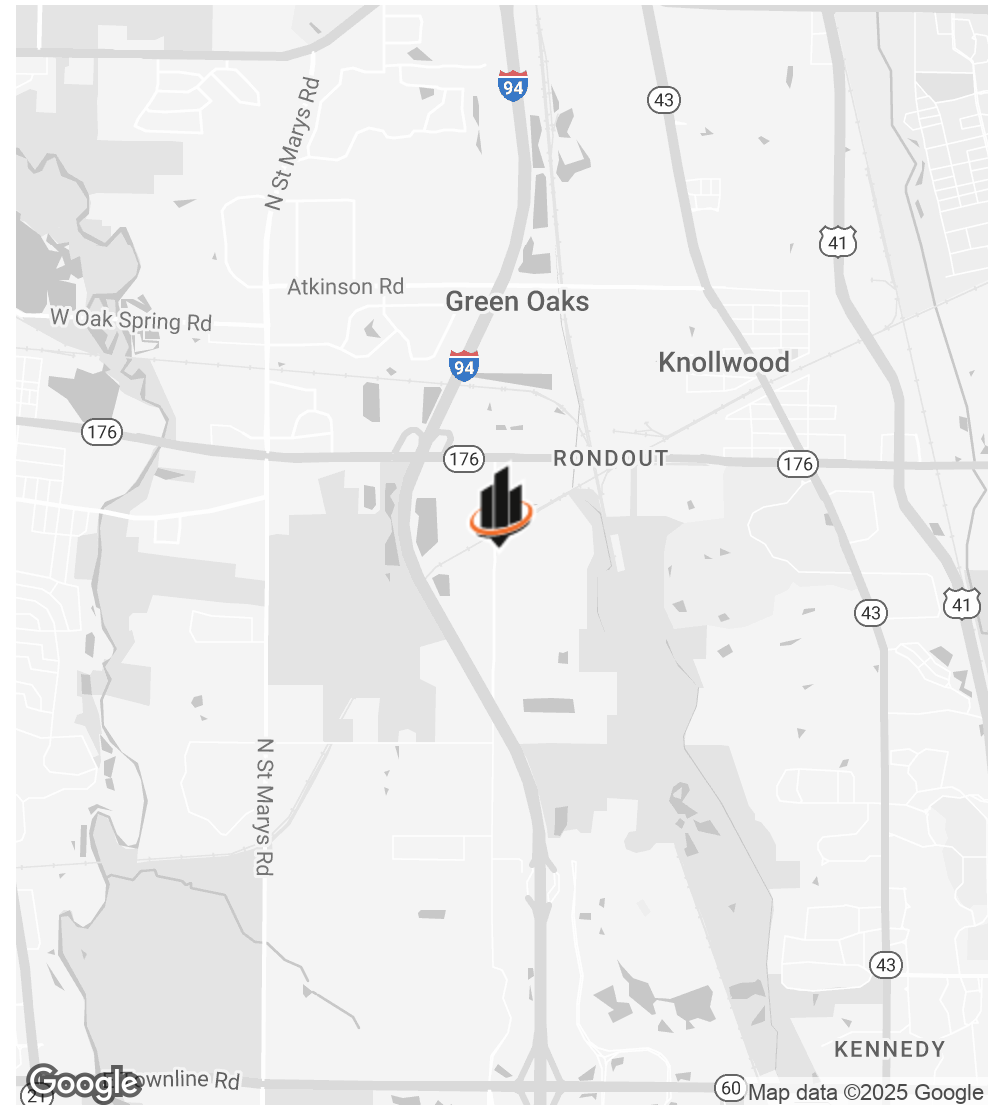 94
43
N St Marys Rd
41
Atkinson Rd
Green Oaks
W Oak Spring Rd
94
Knollwood
176
176
RONDOUT
176
41
43
N St Marys Rd
43
KENNEDY
Google
Townline Rd
21
60
Map data ©2025 Google